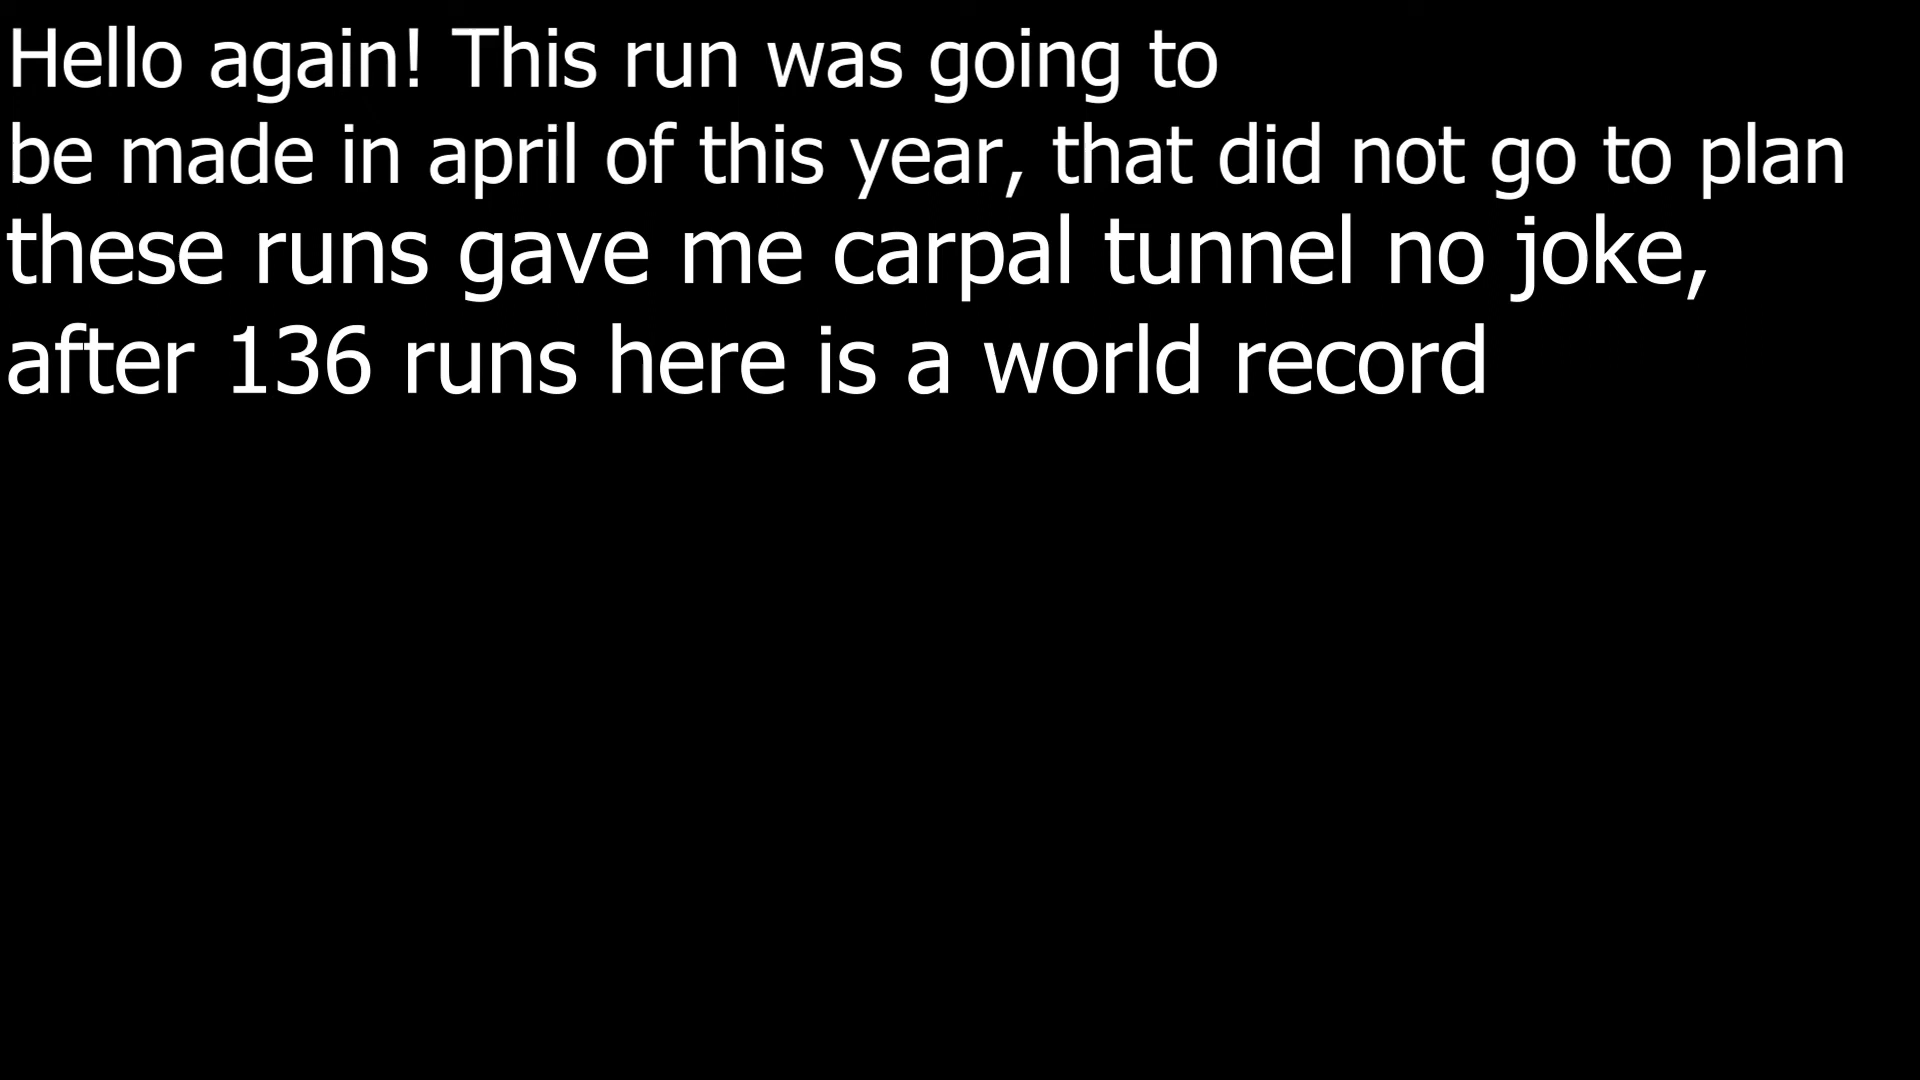 Hello again! This run was going to
be made in april of this year, that did not go to plan
these runs gave me carpal tunnel no joke,
after 136 runs here is a world record